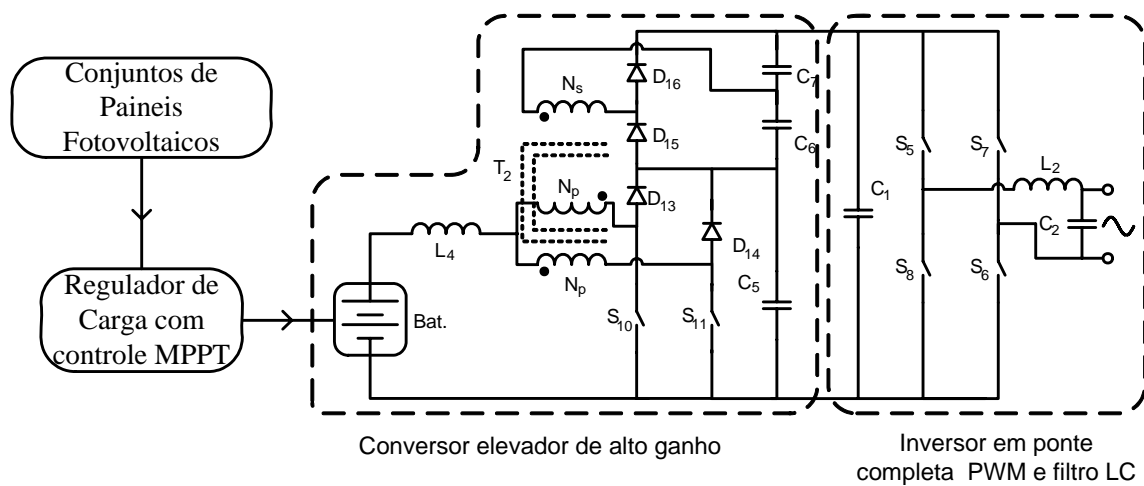 Conjuntos de
Paineis
Fotovoltaicos
Regulador de
Carga com
controle MPPT
Bat.
L4
T2
Ns
Np
Np
D16
D15
D13
D14
S10
S11
C7
C6
C5
C1
S5
S7
S8
S6
L2
C2
Conversor elevador de alto ganho
Inversor em ponte
completa PWM e filtro LC